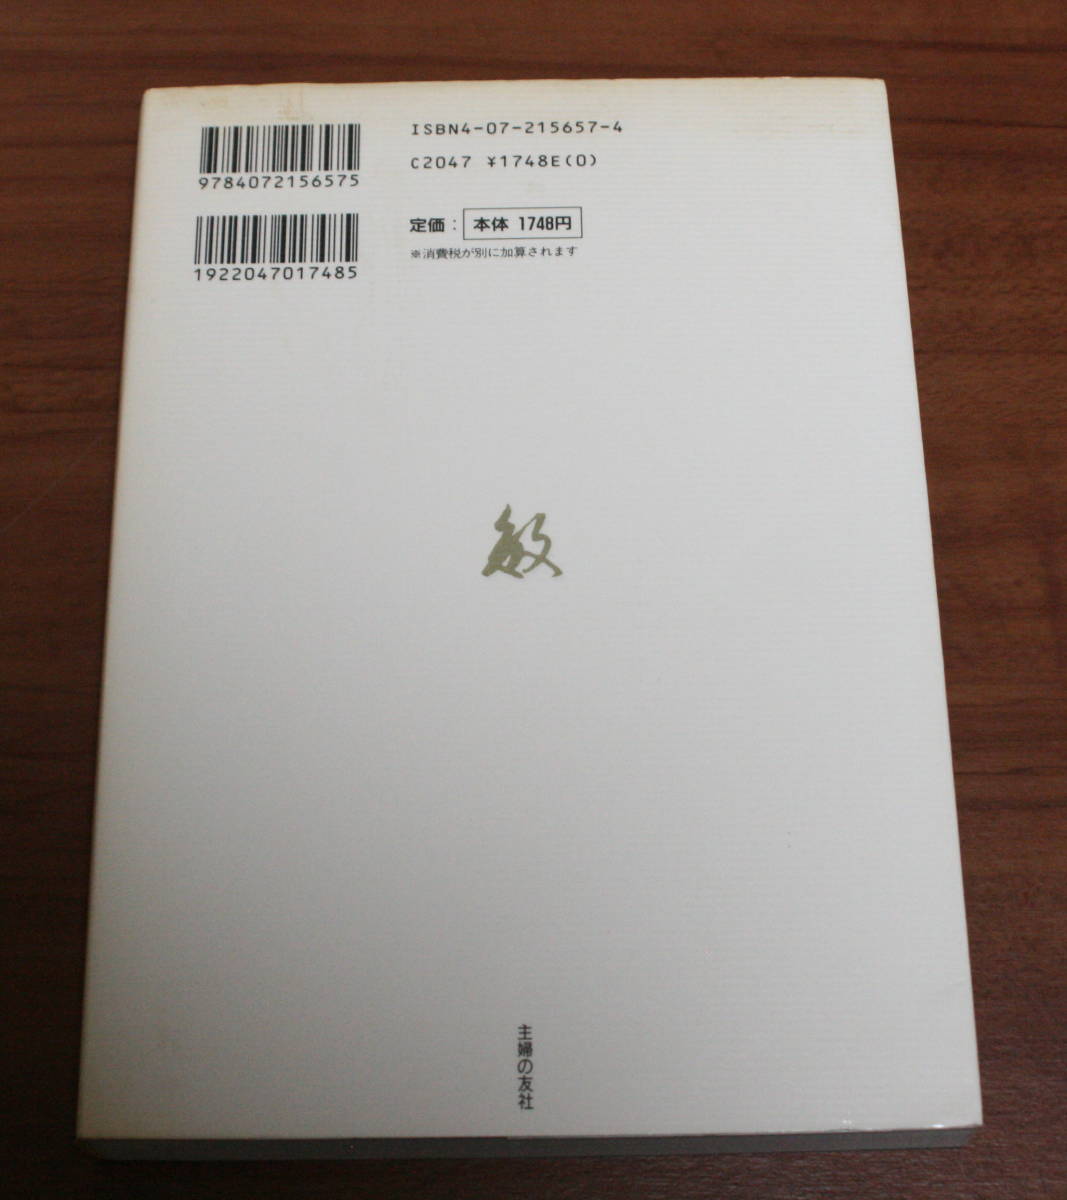 9784072156575
1922047017485
ISBN4-07-215657-4
C2047 ¥1748E(0)
定価：本体 1748円
※消費税が別に加算されます
敏
主婦の友社